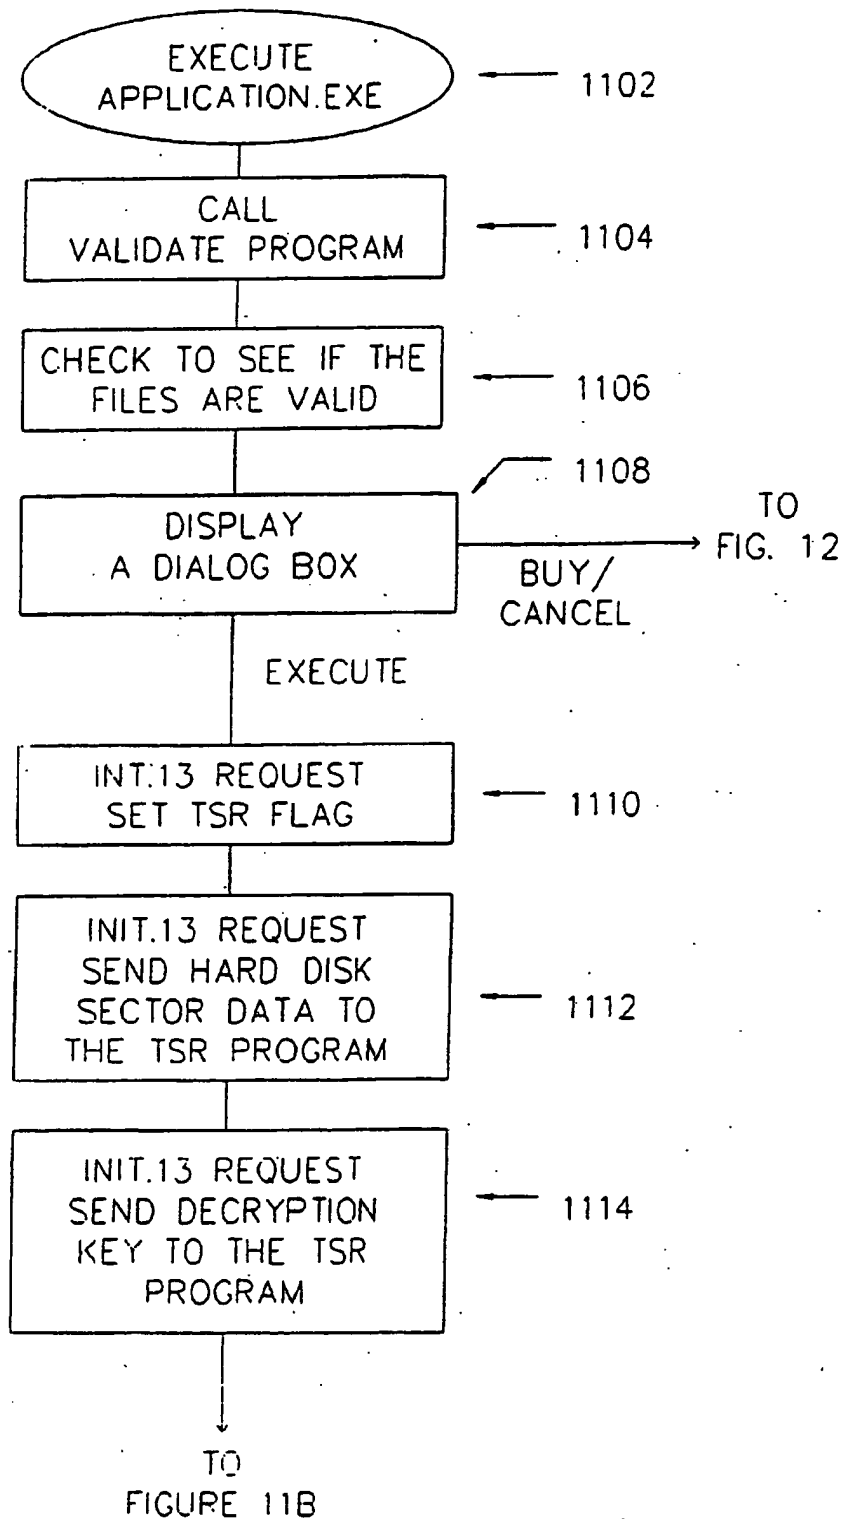 EXECUTE
APPLICATION.EXE
1102
CALL
VALIDATE PROGRAM
1104
CHECK TO SEE IF THE
FILES ARE VALID
1106
1108
DISPLAY
A DIALOG BOX
TO
FIG. 12
BUY/
CANCEL
EXECUTE
INT.13 REQUEST
SET TSR FLAG
1110
INIT.13 REQUEST
SEND HARD DISK
SECTOR DATA TO
THE TSR PROGRAM
1112
INIT.13 REQUEST
SEND DECRYPTION
KEY TO THE TSR
PROGRAM
1114
TO
FIGURE 11B